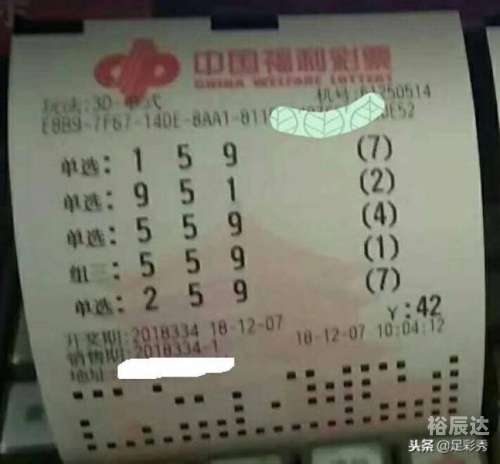 中国福利彩票
CHINA WELFARE LOTTERY
玩法:3D-单式 机号:61250514
E8B9-7F67-140E-8AA1-811 0E52
单选: 1 5 9 (7)
单选: 9 5 1 (2)
单选: 5 5 9 (4)
组三: 5 5 9 (1)
单选: 2 5 9 (7)
¥:42
开奖期:2018334 18-12-07 18-12-07 10:04:12
销售期:2018334-1
地址:
裕辰达
头条@足彩秀